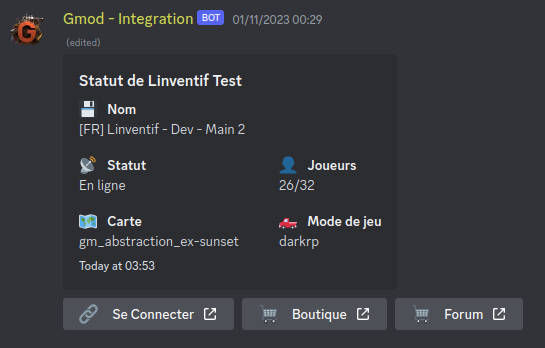 Gmod - Integration BOT 01/11/2023 00:29
(edited)
Statut de Linventif Test
Nom
[FR] Linventif - Dev - Main 2
Statut Joueurs
En ligne 26/32
Carte Mode de jeu
gm_abstraction_ex-sunset darkrp
Today at 03:53
Se Connecter Boutique Forum